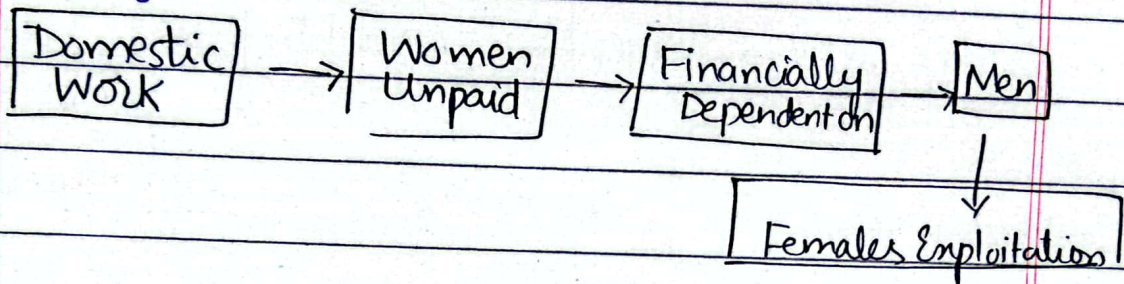 Domestic
Work
Women
Unpaid
Financially
Dependent on
Men
Females Exploitation